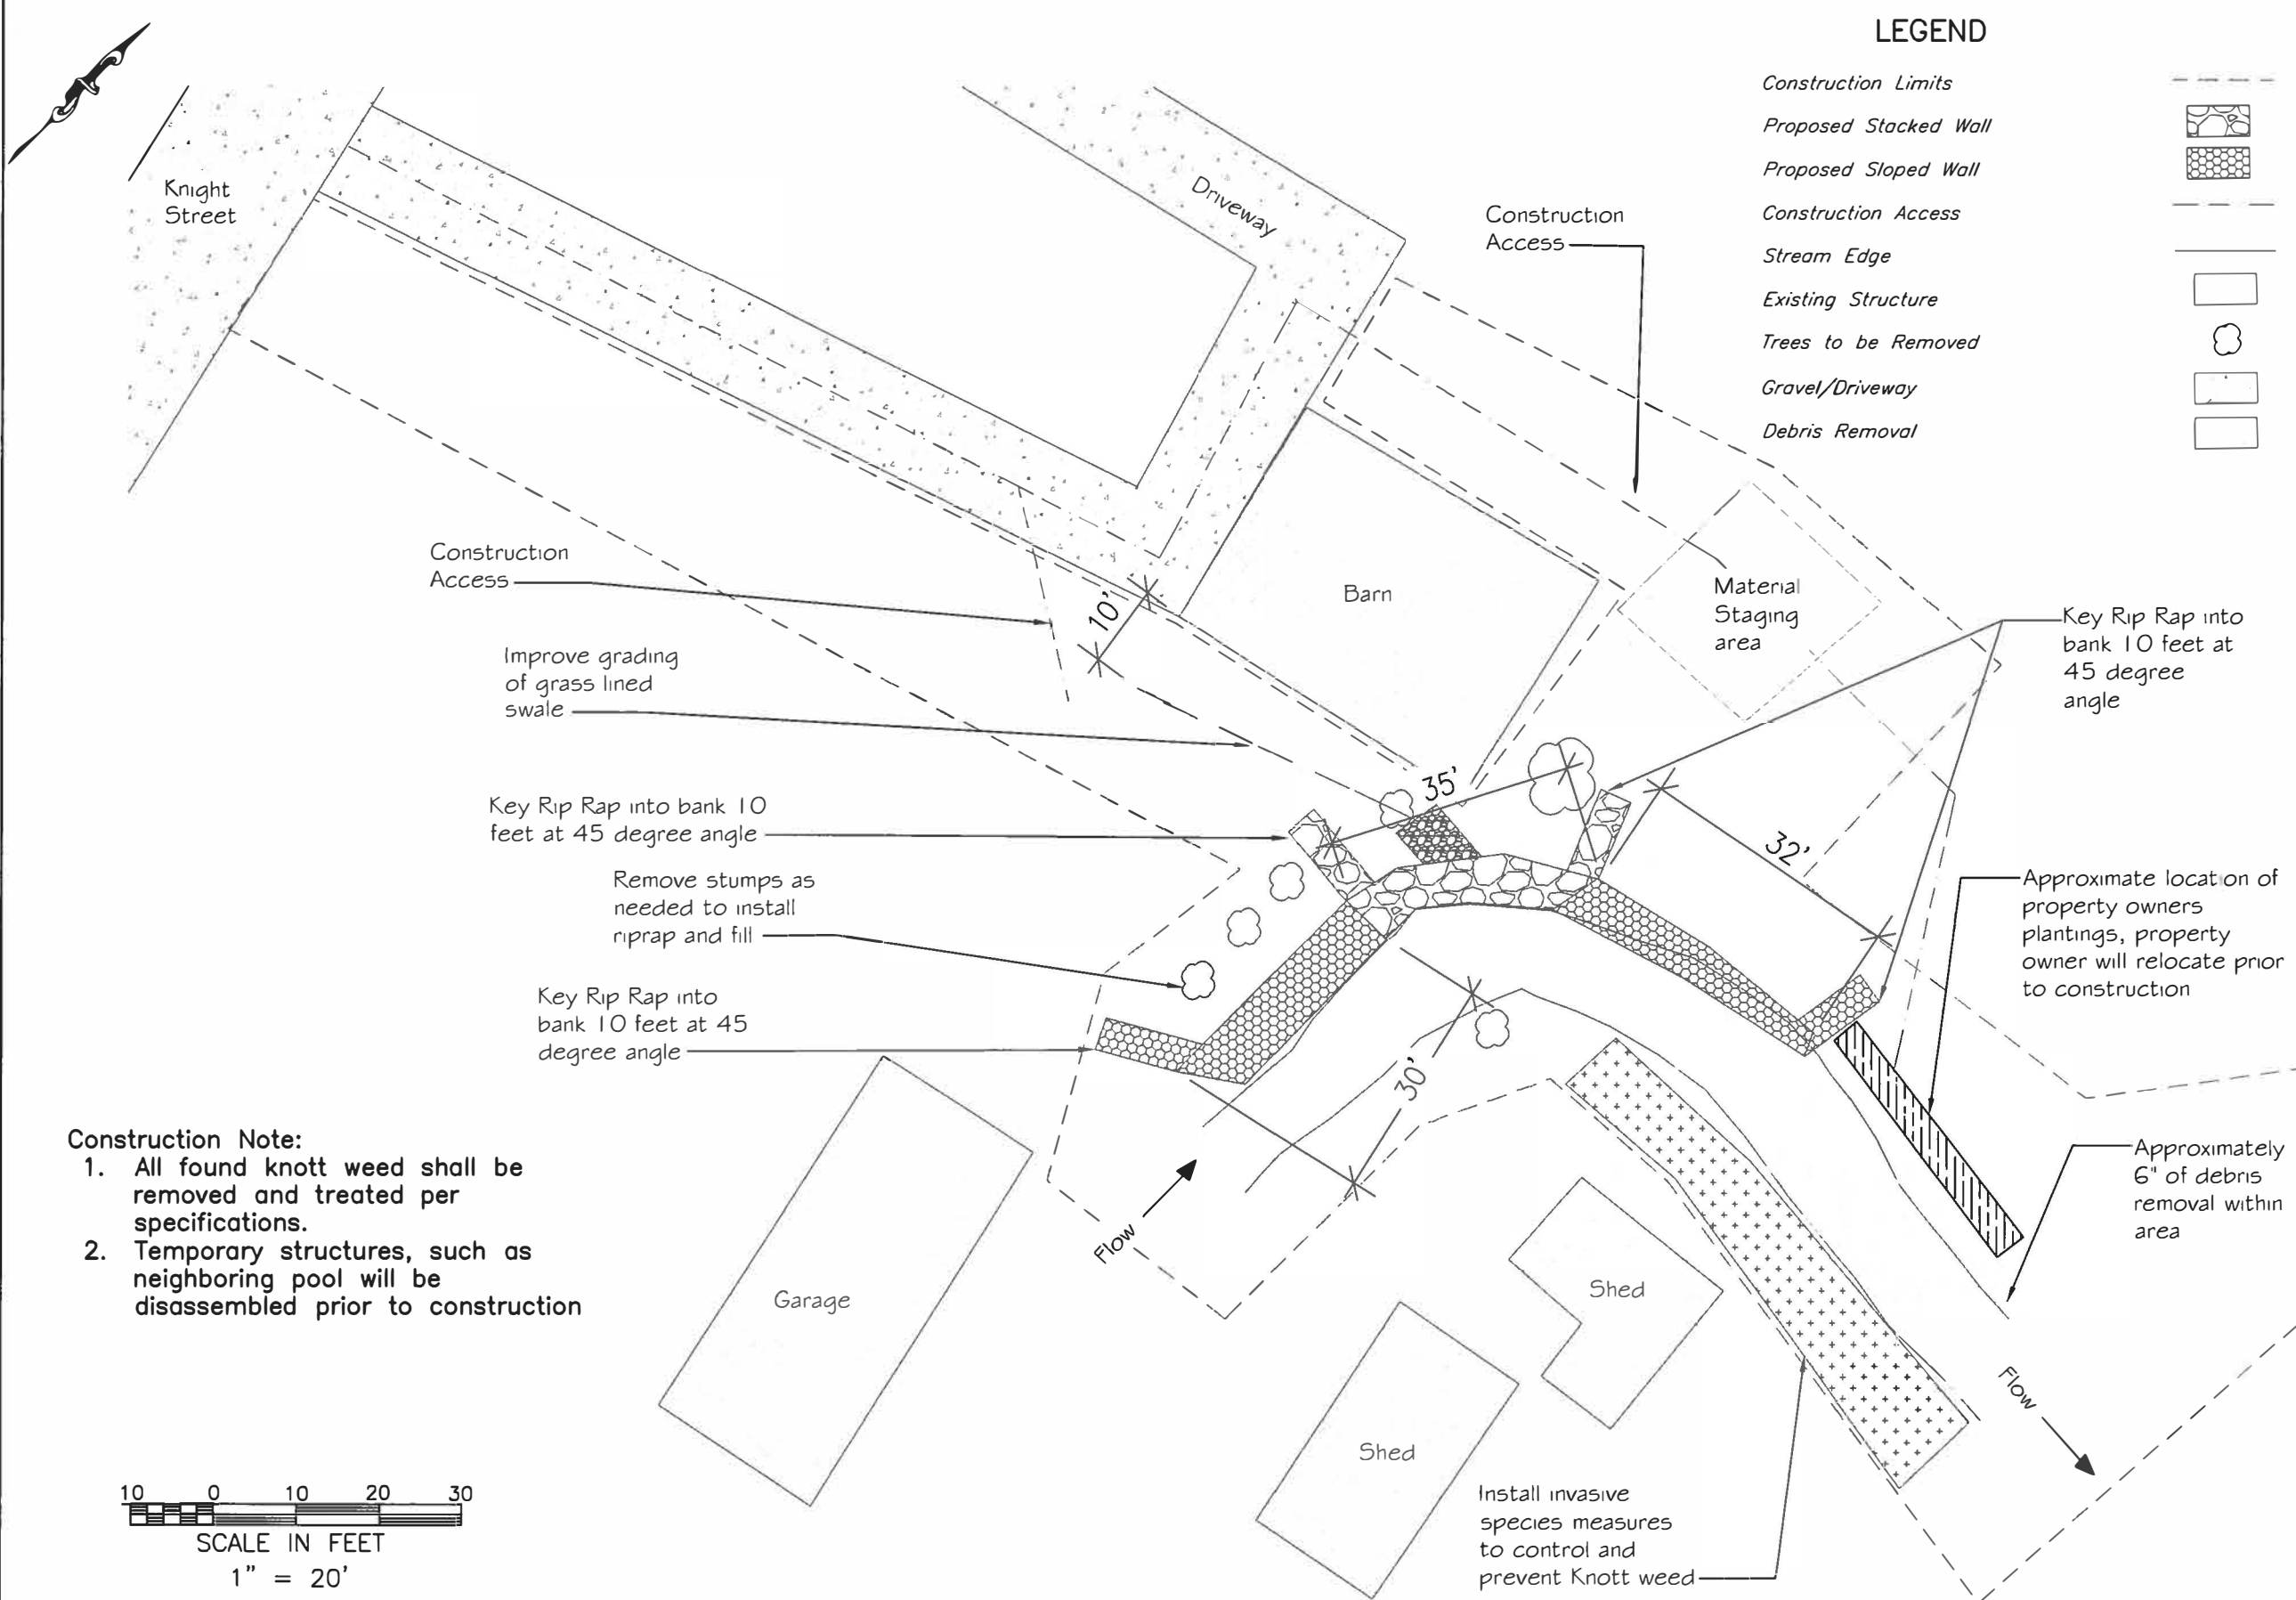 LEGEND
Construction Limits
Proposed Stacked Wall
Proposed Sloped Wall
Construction Access
Stream Edge
Existing Structure
Trees to be Removed
Gravel/Driveway
Debris Removal
Knight
Street
Driveway
Construction
Access
Construction
Access
10'
Barn
Material
Staging
area
Key Rip Rap into
bank 10 feet at
45 degree
angle
Improve grading
of grass lined
swale
35'
32'
Key Rip Rap into bank 10
feet at 45 degree angle
Remove stumps as
needed to install
riprap and fill
Approximate location of
property owners
plantings, property
owner will relocate prior
to construction
Key Rip Rap into
bank 10 feet at 45
degree angle
30'
Construction Note:
1. All found knott weed shall be
removed and treated per
specifications.
2. Temporary structures, such as
neighboring pool will be
disassembled prior to construction
Approximately
6" of debris
removal within
area
Flow
Garage
Shed
Shed
Flow
Install invasive
species measures
to control and
prevent Knott weed
10 0 10 20 30
SCALE IN FEET
1" = 20'